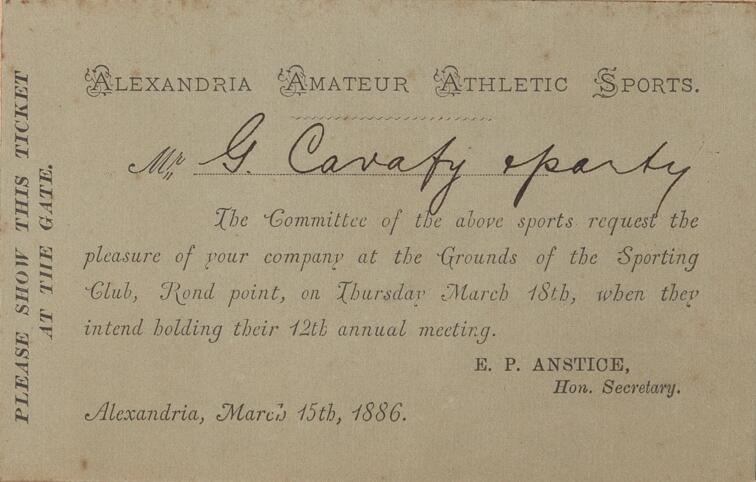 ALEXANDRIA AMATEUR ATHLETIC SPORTS.
Mr. G. Cavafy & party
The Committee of the above sports request the
pleasure of your company at the Grounds of the Sporting
Club, Rond point, on Thursday March 18th, when they
intend holding their 12th annual meeting.
E. P. ANSTICE,
Hon. Secretary.
Alexandria, March 15th, 1886.
PLEASE SHOW THIS TICKET
AT THE GATE.